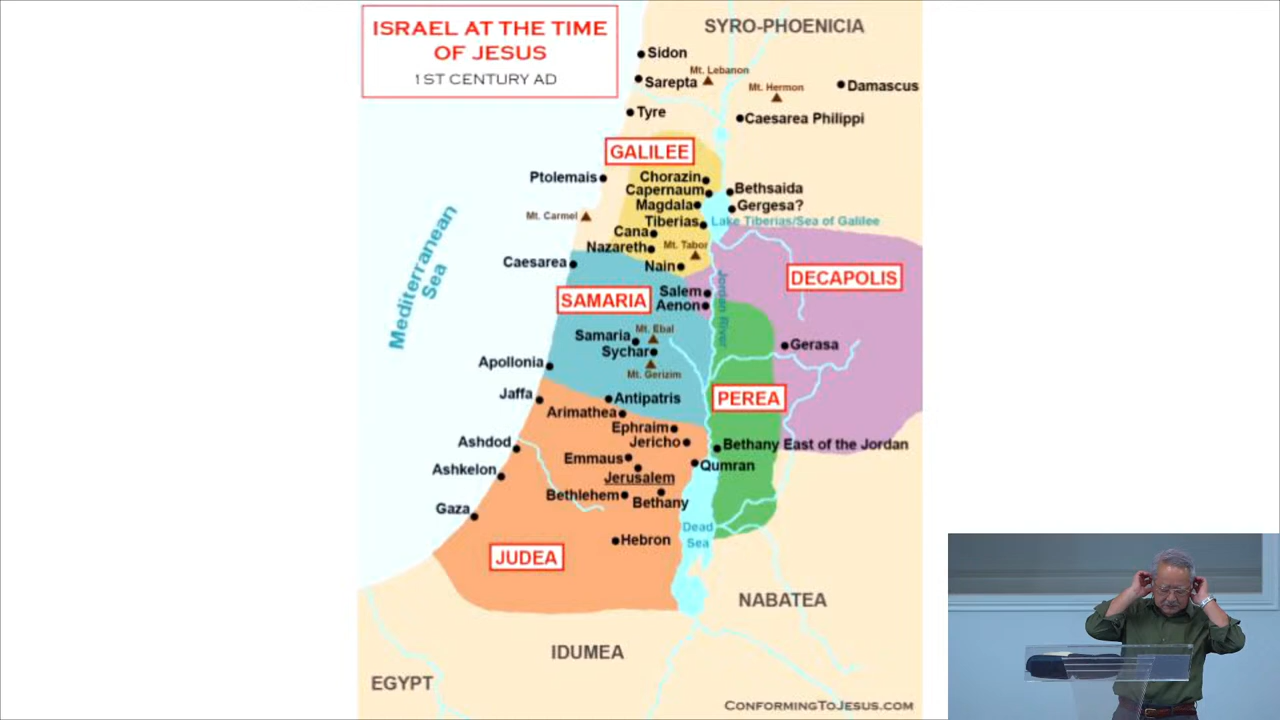 ISRAEL AT THE TIME
OF JESUS
1ST CENTURY AD
SYRO-PHOENICIA
Sidon
Mt. Lebanon
Sarepta
Mt. Hermon
Damascus
Tyre
Caesarea Philippi
GALILEE
Ptolemais
Chorazin
Capernaum
Bethsaida
Magdala
Gergesa?
Mt. Carmel
Tiberias
Lake Tiberias/Sea of Galilee
Cana
Nazareth
Mt. Tabor
Caesarea
Nain
Mediterranean
Sea
DECAPOLIS
SAMARIA
Salem
Aenon
Jordan River
Samaria
Mt. Ebal
Sychar
Gerasa
Apollonia
Mt. Gerizim
Jaffa
Antipatris
PEREA
Arimathea
Ephraim
Ashdod
Jericho
Bethany East of the Jordan
Emmaus
Qumran
Ashkelon
Jerusalem
Bethlehem
Bethany
Gaza
Dead
Sea
Hebron
JUDEA
NABATEA
IDUMEA
EGYPT
CONFORMINGTOJESUS.COM